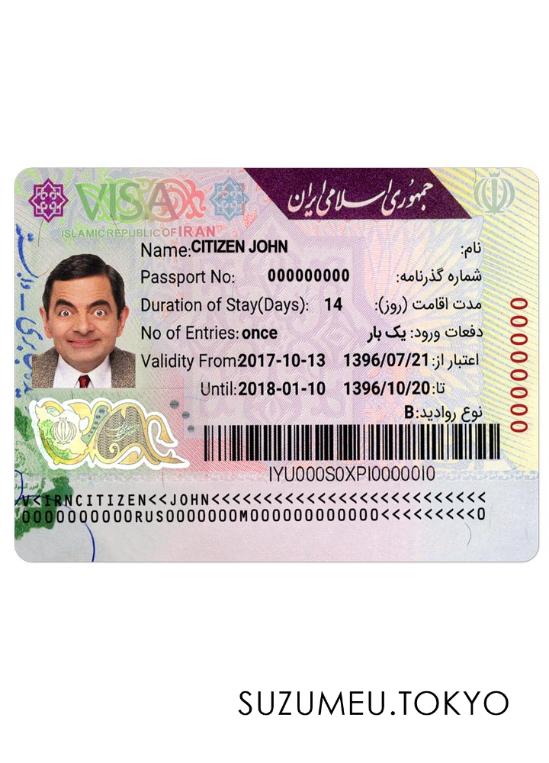 VISA
جمهوری اسلامی ایران
ISLAMIC REPUBLIC OF IRAN
Name: CITIZEN JOHN نام:
Passport No: 000000000 شماره گذرنامه:
Duration of Stay(Days): 14 مدت اقامت (روز):
No of Entries: once دفعات ورود: یک بار
Validity From 2017-10-13 1396/07/21 اعتبار از:
Until: 2018-01-10 1396/10/20 تا:
نوع روادید: B
00000000
IYU000S0XPI00000I0
V<IRNCITIZEN<<JOHN<<<<<<<<<<<<<<<<<<<<<<<<<<
0000000000RUS0000000M000000000000<<<<<<<<0
SUZUMEU.TOKYO